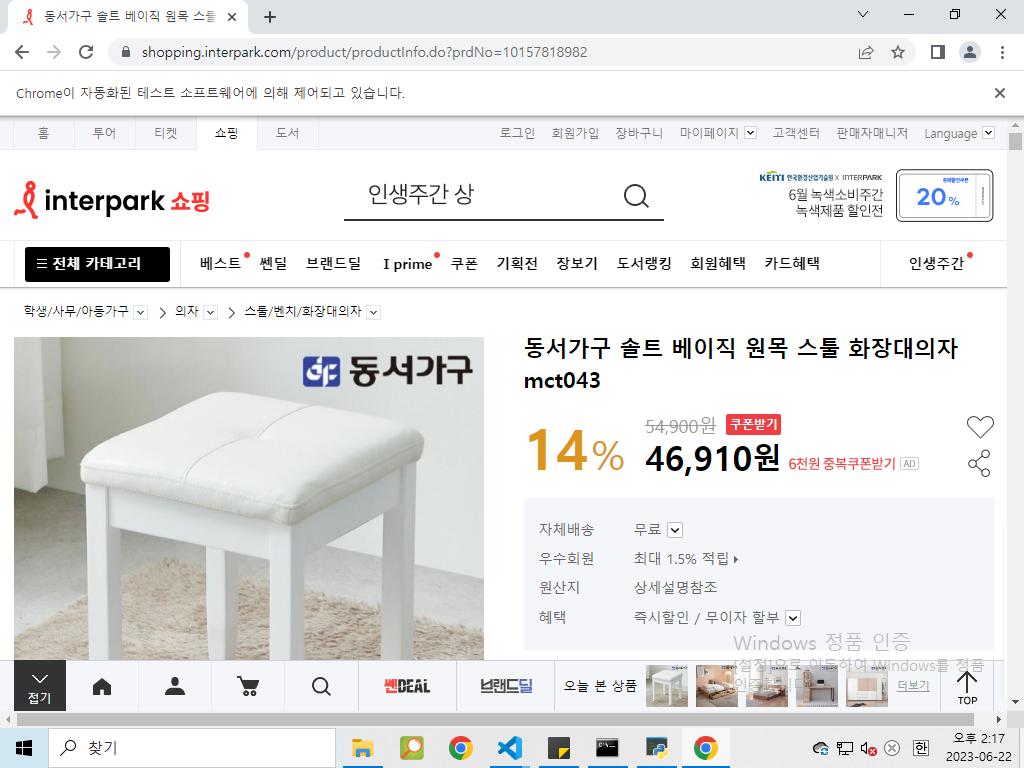 동서가구 솔트 베이직 원목 스툴
shopping.interpark.com/product/productInfo.do?prdNo=10157818982
Chrome이 자동화된 테스트 소프트웨어에 의해 제어되고 있습니다.
홈 투어 티켓 쇼핑 도서 로그인 회원가입 장바구니 마이페이지 고객센터 판매자매니저 Language
interpark 쇼핑
인생주간 상
KEITI 한국환경산업기술원 X INTERPARK
6월 녹색소비주간
녹색제품 할인전
중복할인쿠폰
20%
전체 카테고리 베스트 쎈딜 브랜드딜 I prime 쿠폰 기획전 장보기 도서랭킹 회원혜택 카드혜택 인생주간
학생/사무/아동가구 의자 스툴/벤치/화장대의자
동서가구
동서가구 솔트 베이직 원목 스툴 화장대의자
mct043
14%
54,900원 쿠폰받기
46,910원 6천원 중복쿠폰받기 AD
자체배송 무료
우수회원 최대 1.5% 적립
원산지 상세설명참조
혜택 즉시할인 / 무이자 할부
Windows 정품 인증
[설정]으로 이동하여 Windows를 정품
인증합니다.
접기
쎈DEAL
브랜드딜
오늘 본 상품
더보기
TOP
찾기
한
오후 2:17
2023-06-22